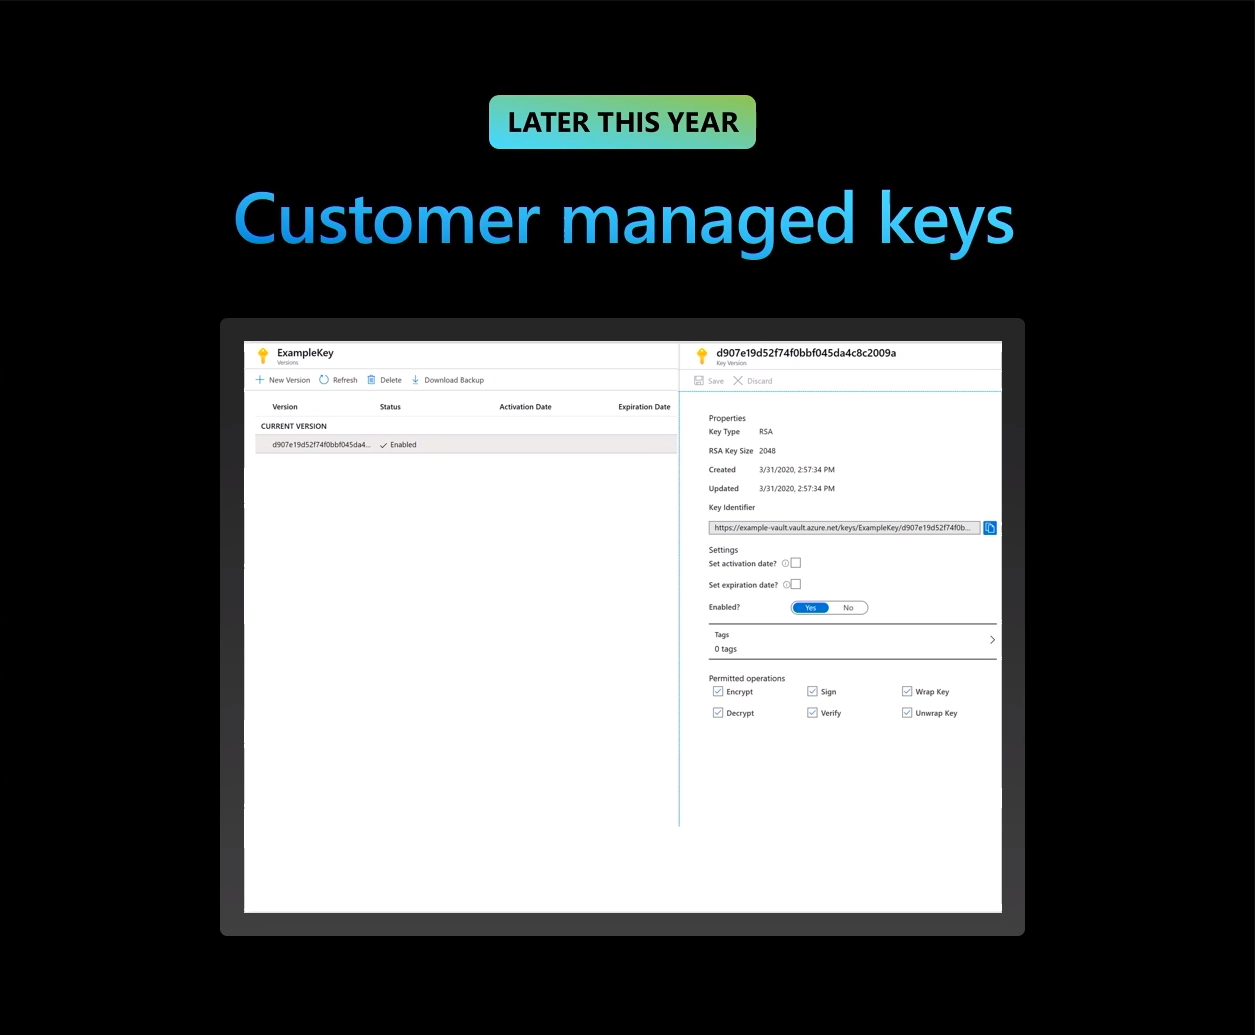 LATER THIS YEAR
Customer managed keys
ExampleKey
Versions
New Version Refresh Delete Download Backup
Version Status Activation Date Expiration Date
CURRENT VERSION
d907e19d52f74f0bbf045da4... Enabled
d907e19d52f74f0bbf045da4c8c2009a
Key Version
Save Discard
Properties
Key Type RSA
RSA Key Size 2048
Created 3/31/2020, 2:57:34 PM
Updated 3/31/2020, 2:57:34 PM
Key Identifier
https://example-vault.vault.azure.net/keys/ExampleKey/d907e19d52f74f0b...
Settings
Set activation date?
Set expiration date?
Enabled? Yes No
Tags
0 tags
Permitted operations
Encrypt Sign Wrap Key
Decrypt Verify Unwrap Key